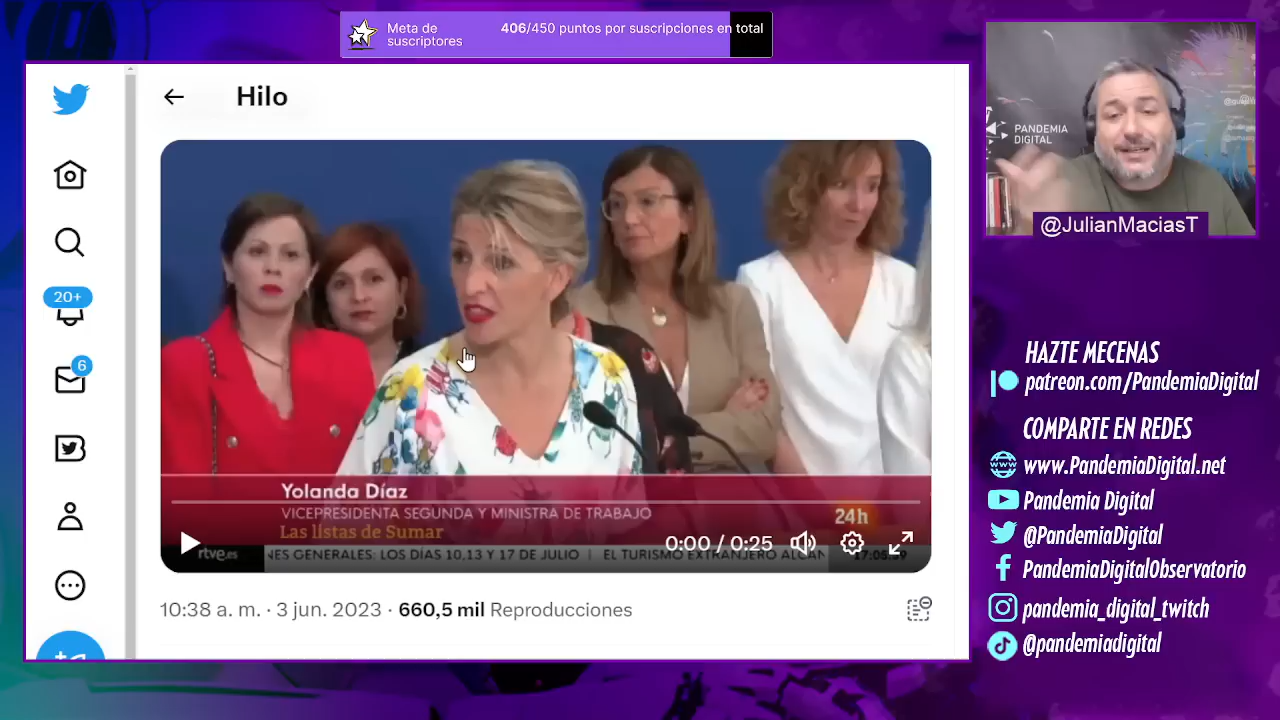 Meta de
suscriptores
406/450 puntos por suscripciones en total
Hilo
20+
6
Yolanda Díaz
VICEPRESIDENTA SEGUNDA Y MINISTRA DE TRABAJO
Las listas de Sumar
24h
0:00 / 0:25
rtve.es
NES GENERALES: LOS DÍAS 10,13 Y 17 DE JULIO | EL TURISMO EXTRANJERO ALCAN
10:38 a. m. · 3 jun. 2023 · 660,5 mil Reproducciones
PANDEMIA
DIGITAL
@JulianMaciasT
HAZTE MECENAS
patreon.com/PandemiaDigital
COMPARTE EN REDES
www.PandemiaDigital.net
Pandemia Digital
@PandemiaDigital
PandemiaDigitalObservatorio
pandemia_digital_twitch
@pandemiadigital